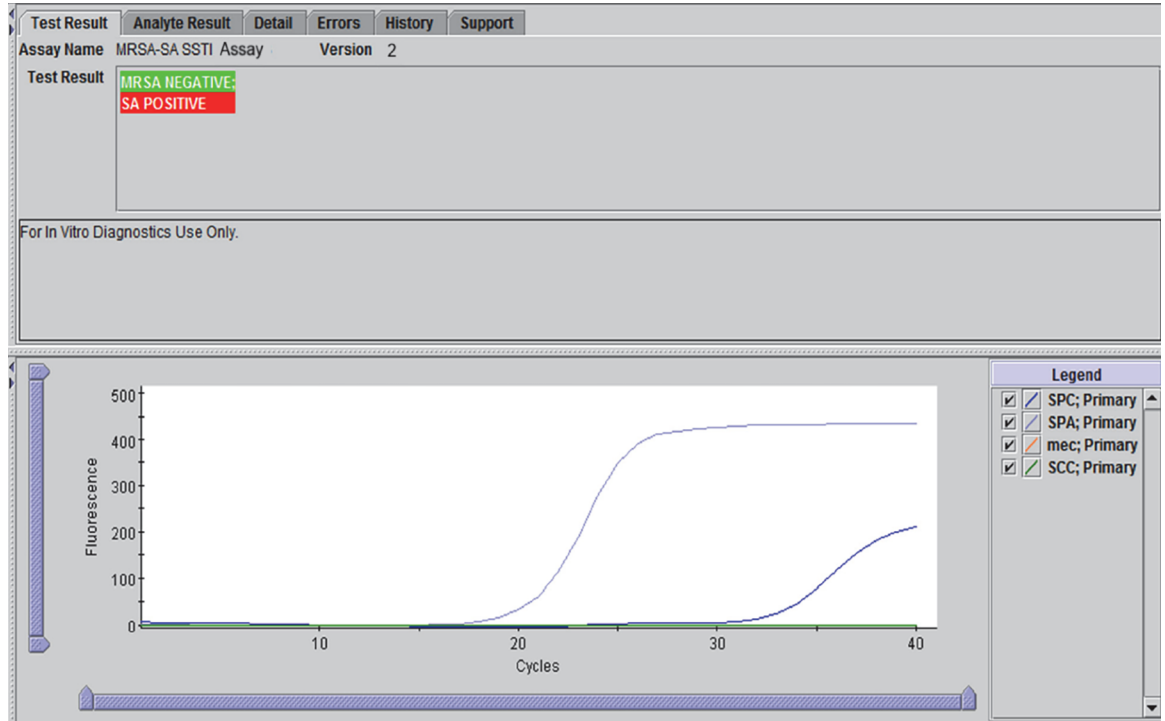 Test Result Analyte Result Detail Errors History Support
Assay Name MRSA-SA SSTI Assay Version 2
Test Result
MRSA NEGATIVE;
SA POSITIVE
For In Vitro Diagnostics Use Only.
Legend
SPC; Primary
SPA; Primary
mec; Primary
SCC; Primary
Fluorescence
500
400
300
200
100
0
10 20 30 40
Cycles